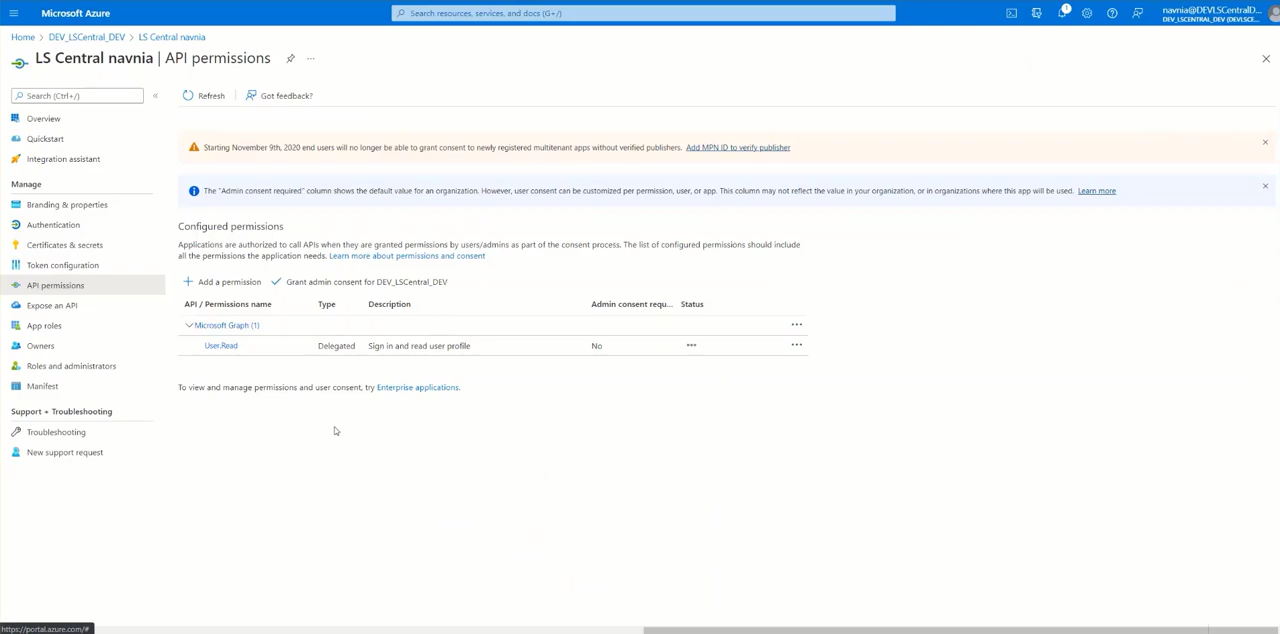 Microsoft Azure
Search resources, services, and docs (G+/)
1
navnia@DEVLSCentralD...
DEV_LSCENTRAL_DEV (DEVLSCE...
Home > DEV_LSCentral_DEV > LS Central navnia
LS Central navnia | API permissions
...
Search (Ctrl+/)
«
Refresh
Got feedback?
Overview
Quickstart
Integration assistant
Manage
Branding & properties
Authentication
Certificates & secrets
Token configuration
API permissions
Expose an API
App roles
Owners
Roles and administrators
Manifest
Support + Troubleshooting
Troubleshooting
New support request
Starting November 9th, 2020 end users will no longer be able to grant consent to newly registered multitenant apps without verified publishers. Add MPN ID to verify publisher
The "Admin consent required" column shows the default value for an organization. However, user consent can be customized per permission, user, or app. This column may not reflect the value in your organization, or in organizations where this app will be used. Learn more
Configured permissions
Applications are authorized to call APIs when they are granted permissions by users/admins as part of the consent process. The list of configured permissions should include
all the permissions the application needs. Learn more about permissions and consent
Add a permission
Grant admin consent for DEV_LSCentral_DEV
API / Permissions name Type Description Admin consent requ... Status
Microsoft Graph (1) ...
User.Read Delegated Sign in and read user profile No ... ...
To view and manage permissions and user consent, try Enterprise applications.
https://portal.azure.com/#